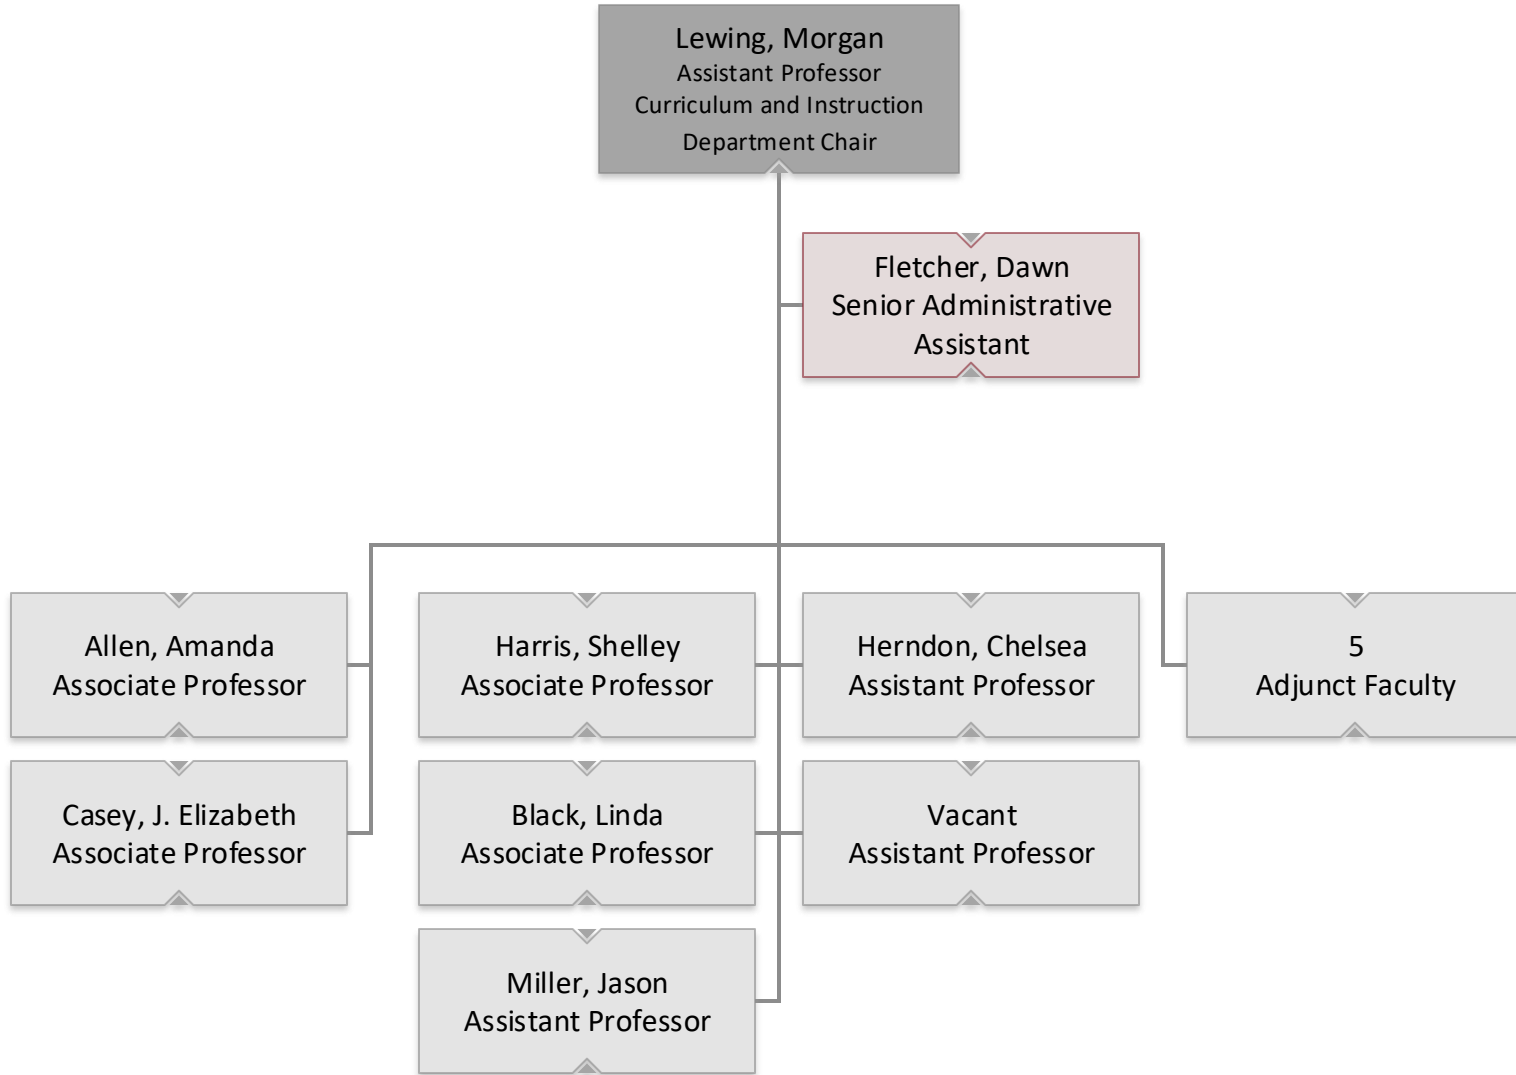 Lewing, Morgan
Assistant Professor
Curriculum and Instruction
Department Chair
Fletcher, Dawn
Senior Administrative
Assistant
Allen, Amanda
Associate Professor
Harris, Shelley
Associate Professor
Herndon, Chelsea
Assistant Professor
5
Adjunct Faculty
Casey, J. Elizabeth
Associate Professor
Black, Linda
Associate Professor
Vacant
Assistant Professor
Miller, Jason
Assistant Professor